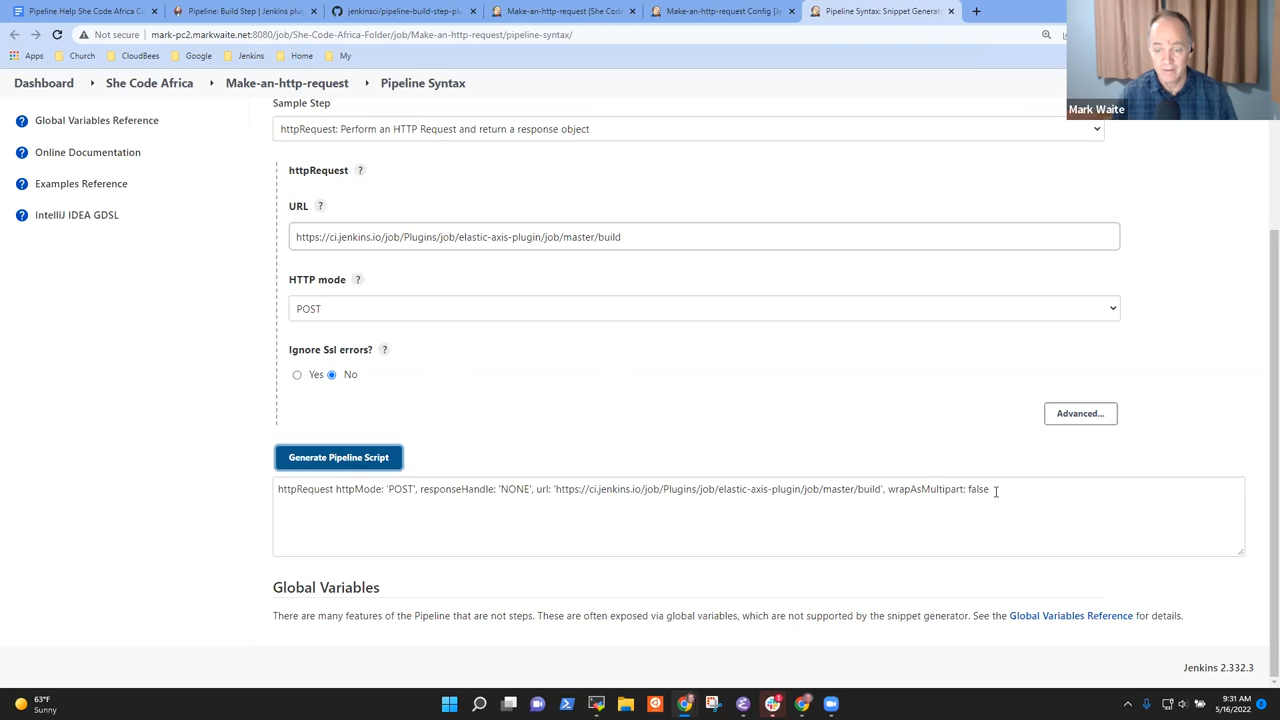 Pipeline Help She Code Africa C
Pipeline: Build Step | Jenkins plug
jenkinsci/pipeline-build-step-plu
Make-an-http-request [She Code
Make-an-http-request Config [Je
Pipeline Syntax: Snippet Generat
Not secure mark-pc2.markwaite.net:8080/job/She-Code-Africa-Folder/job/Make-an-http-request/pipeline-syntax/
Apps Church CloudBees Google Jenkins Home My
Dashboard She Code Africa Make-an-http-request Pipeline Syntax
Mark Waite
Sample Step
Global Variables Reference
httpRequest: Perform an HTTP Request and return a response object
Online Documentation
httpRequest ?
Examples Reference
URL ?
IntelliJ IDEA GDSL
https://ci.jenkins.io/job/Plugins/job/elastic-axis-plugin/job/master/build
HTTP mode ?
POST
Ignore Ssl errors? ?
Yes No
Advanced...
Generate Pipeline Script
httpRequest httpMode: 'POST', responseHandle: 'NONE', url: 'https://ci.jenkins.io/job/Plugins/job/elastic-axis-plugin/job/master/build', wrapAsMultipart: false
Global Variables
There are many features of the Pipeline that are not steps. These are often exposed via global variables, which are not supported by the snippet generator. See the Global Variables Reference for details.
Jenkins 2.332.3
63°F
Sunny
9:31 AM
5/16/2022